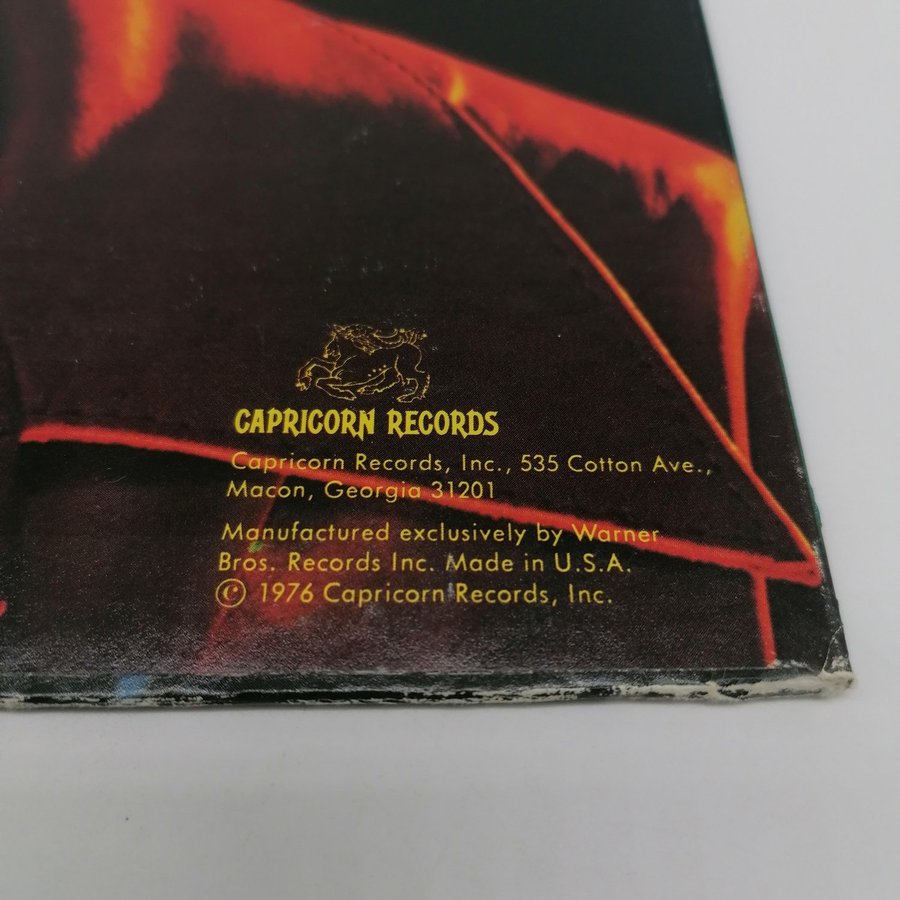 CAPRICORN RECORDS
Capricorn Records, Inc., 535 Cotton Ave.,
Macon, Georgia 31201
Manufactured exclusively by Warner
Bros. Records Inc. Made in U.S.A.
© 1976 Capricorn Records, Inc.